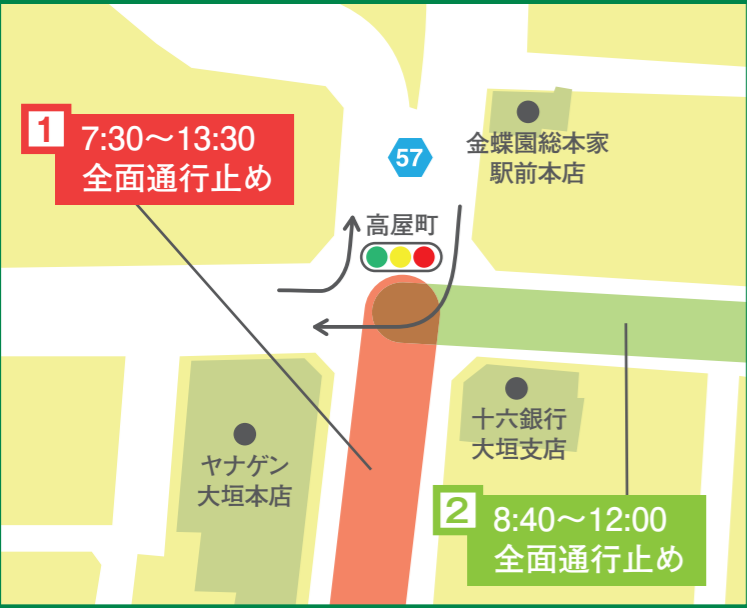 1
7:30～13:30
全面通行止め
57
金蝶園総本家
駅前本店
高屋町
十六銀行
大垣支店
ヤナゲン
大垣本店
2
8:40～12:00
全面通行止め